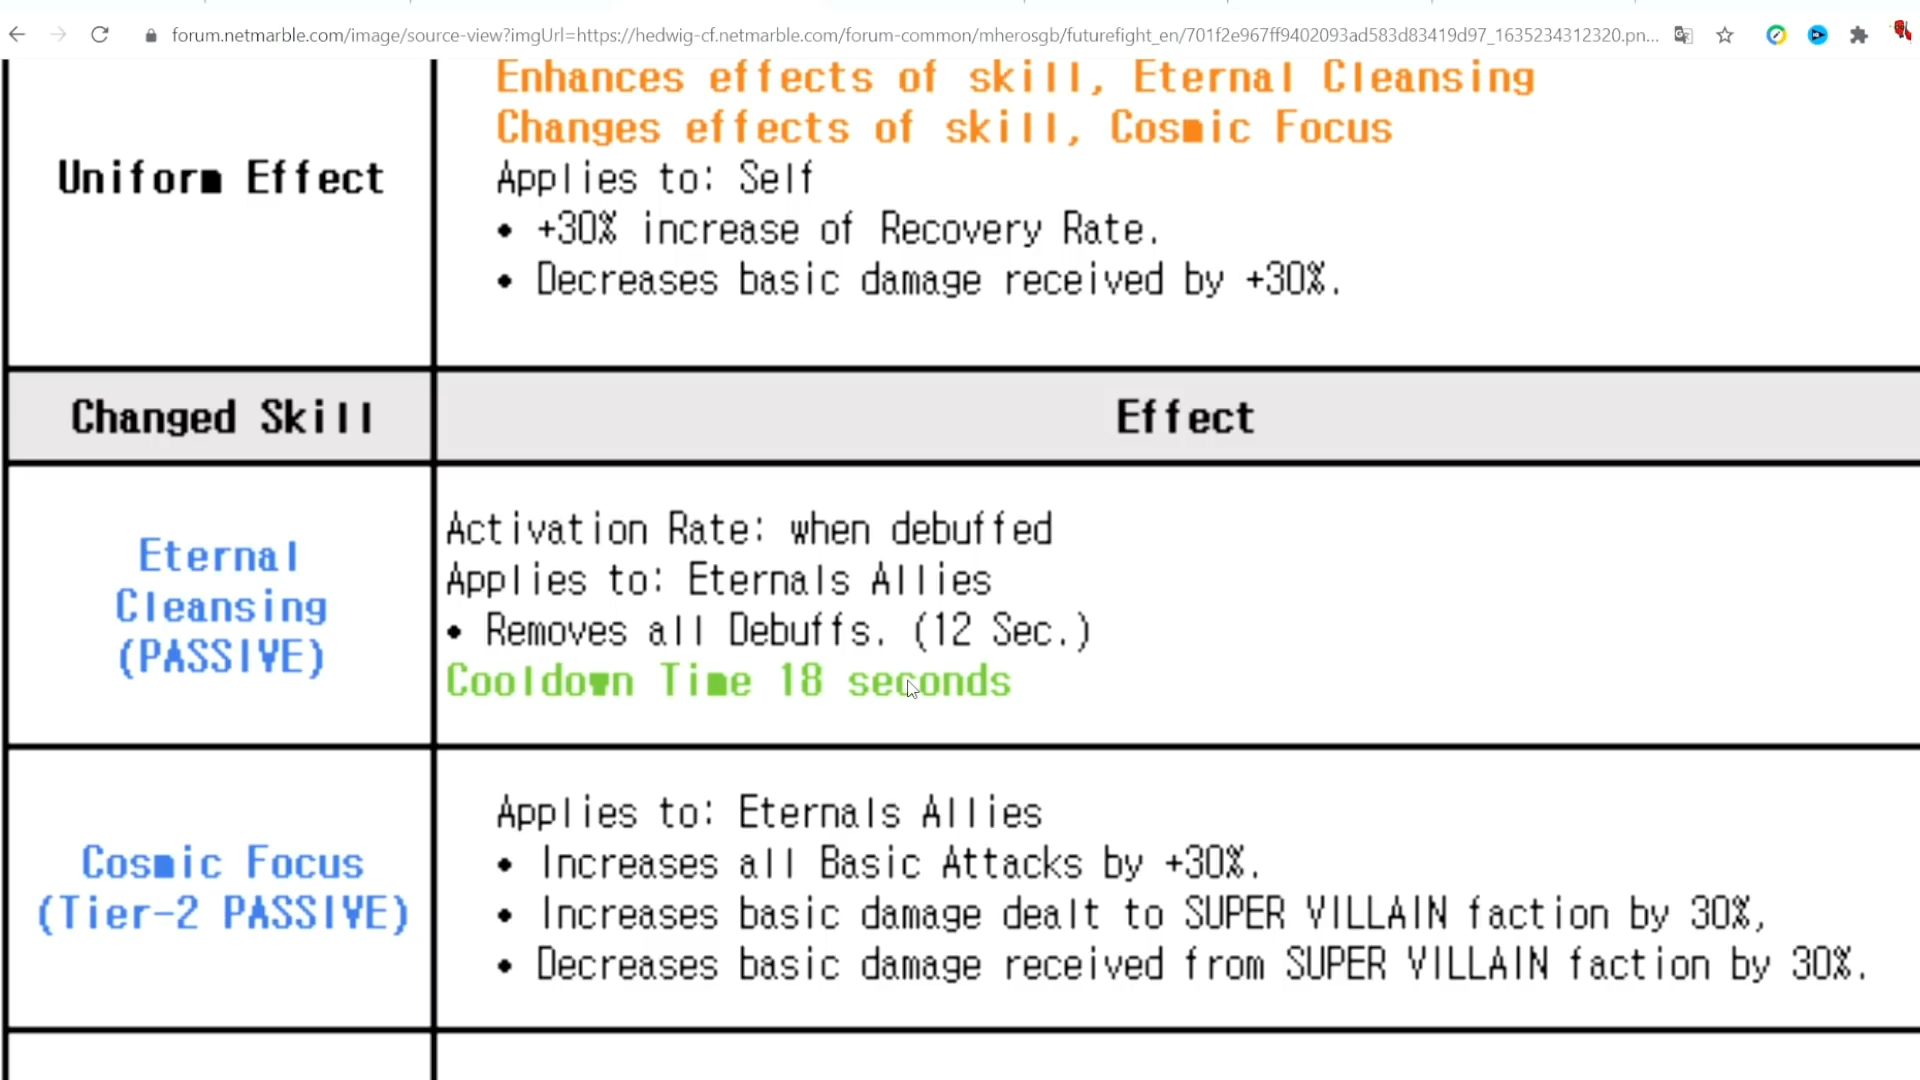 forum.netmarble.com/image/source-view?imgUrl=https://hedwig-cf.netmarble.com/forum-common/mherosgb/futurefight_en/701f2e967ff9402093ad583d83419d97_1635234312320.pn...
Enhances effects of skill, Eternal Cleansing
Changes effects of skill, Cosmic Focus
Uniform Effect
Applies to: Self
• +30% increase of Recovery Rate.
• Decreases basic damage received by +30%.
Changed Skill
Effect
Eternal
Cleansing
(PASSIVE)
Activation Rate: when debuffed
Applies to: Eternals Allies
• Removes all Debuffs. (12 Sec.)
Cooldown Time 18 seconds
Cosmic Focus
(Tier-2 PASSIVE)
Applies to: Eternals Allies
• Increases all Basic Attacks by +30%.
• Increases basic damage dealt to SUPER VILLAIN faction by 30%,
• Decreases basic damage received from SUPER VILLAIN faction by 30%.